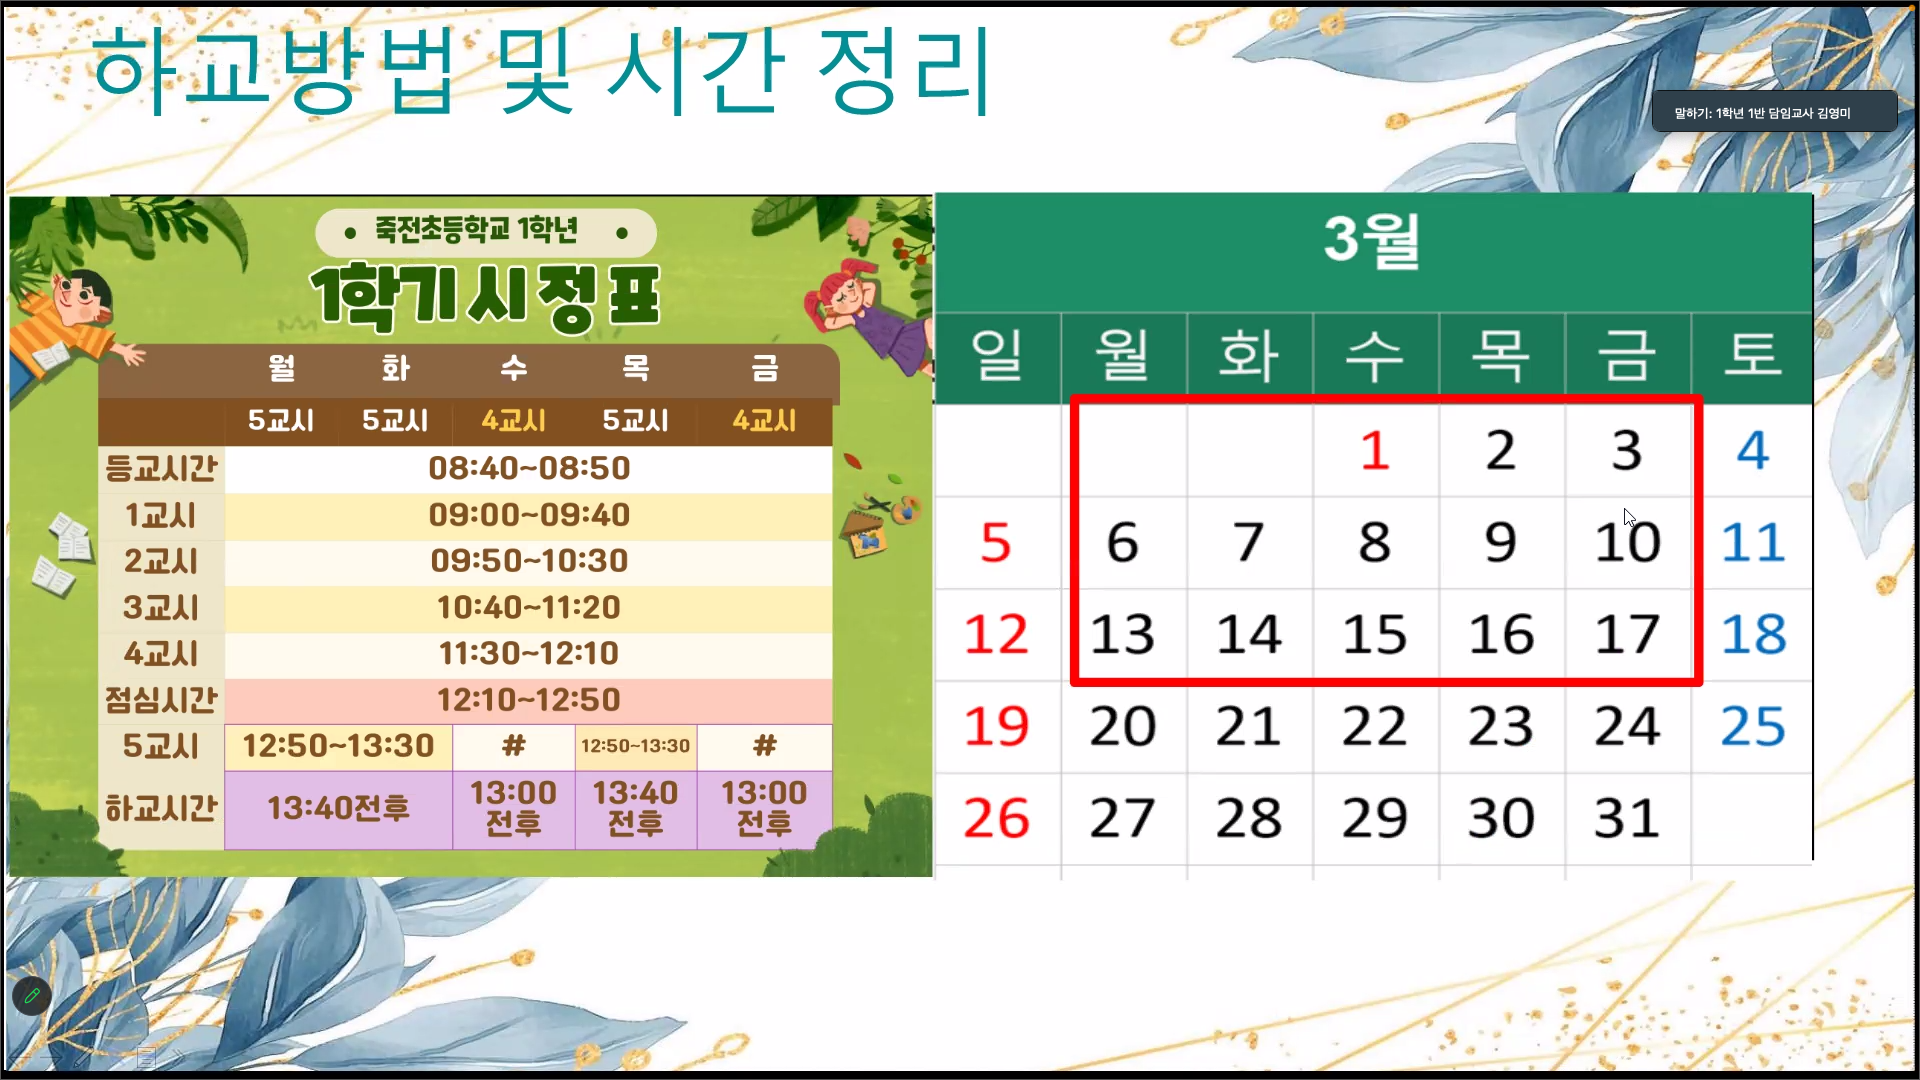 하교방법 및 시간 정리
말하기: 1학년 1반 담임교사 김영미
• 죽전초등학교 1학년 •
1학기 시정표
월 화 수 목 금
5교시 5교시 4교시 5교시 4교시
등교시간 08:40~08:50
1교시 09:00~09:40
2교시 09:50~10:30
3교시 10:40~11:20
4교시 11:30~12:10
점심시간 12:10~12:50
5교시 12:50~13:30 # 12:50~13:30 #
하교시간 13:40전후 13:00 전후 13:40 전후 13:00 전후
3월
일 월 화 수 목 금 토
1 2 3 4
5 6 7 8 9 10 11
12 13 14 15 16 17 18
19 20 21 22 23 24 25
26 27 28 29 30 31